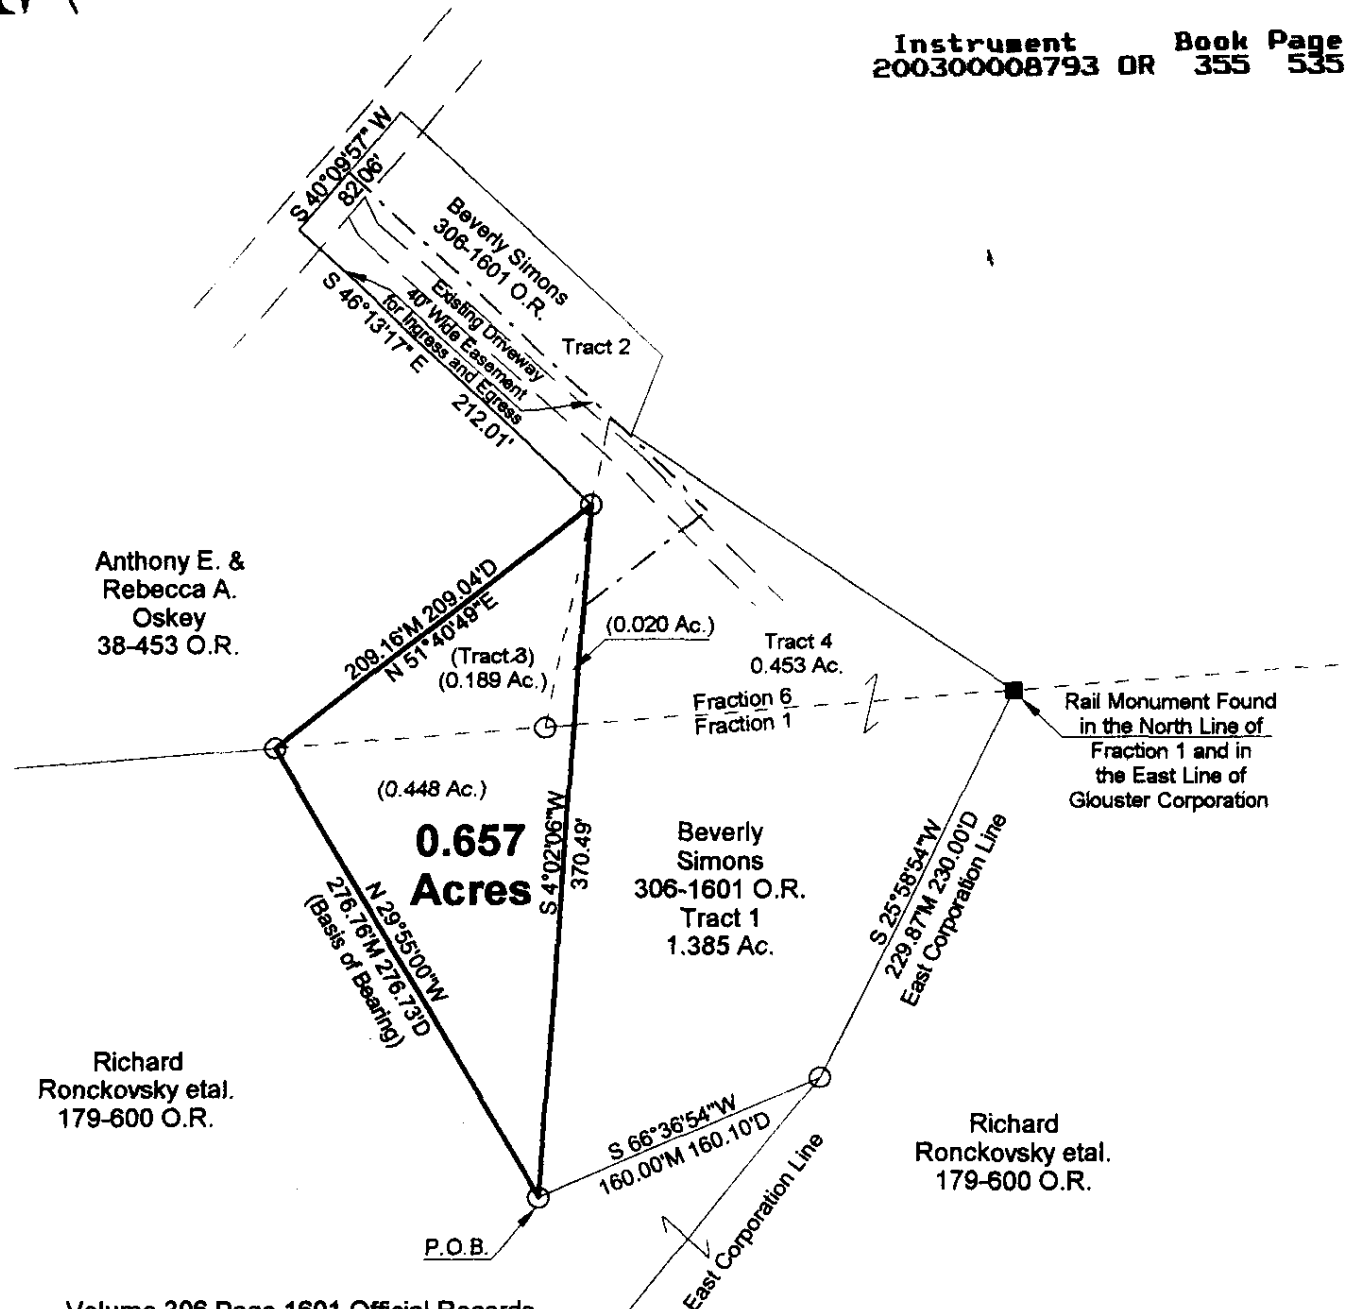 Instrument Book Page
200300008793 OR 355 535
S 40°09'57" W
82.06'
Beverly Simons
306-1601 O.R.
Tract 2
Existing Driveway
40' Wide Easement
for Ingress and Egress
S 46°13'17" E
212.01'
Anthony E. &
Rebecca A.
Oskey
38-453 O.R.
209.16'M 209.04'D
N 51°40'49"E
(Tract 3)
(0.189 Ac.)
(0.020 Ac.)
Tract 4
0.453 Ac.
Fraction 6
Fraction 1
Rail Monument Found
in the North Line of
Fraction 1 and in
the East Line of
Glouster Corporation
(0.448 Ac.)
0.657
Acres
S 4°02'06"W
370.49'
Beverly
Simons
306-1601 O.R.
Tract 1
1.385 Ac.
S 25°58'54"W
229.87'M 230.00'D
East Corporation Line
N 29°55'00"W
276.76'M 276.73'D
(Basis of Bearing)
Richard
Ronckovsky etal.
179-600 O.R.
S 66°36'54"W
160.00'M 160.10'D
Richard
Ronckovsky etal.
179-600 O.R.
East Corporation Line
P.O.B.
Volume 306 Page 1601 Official Records